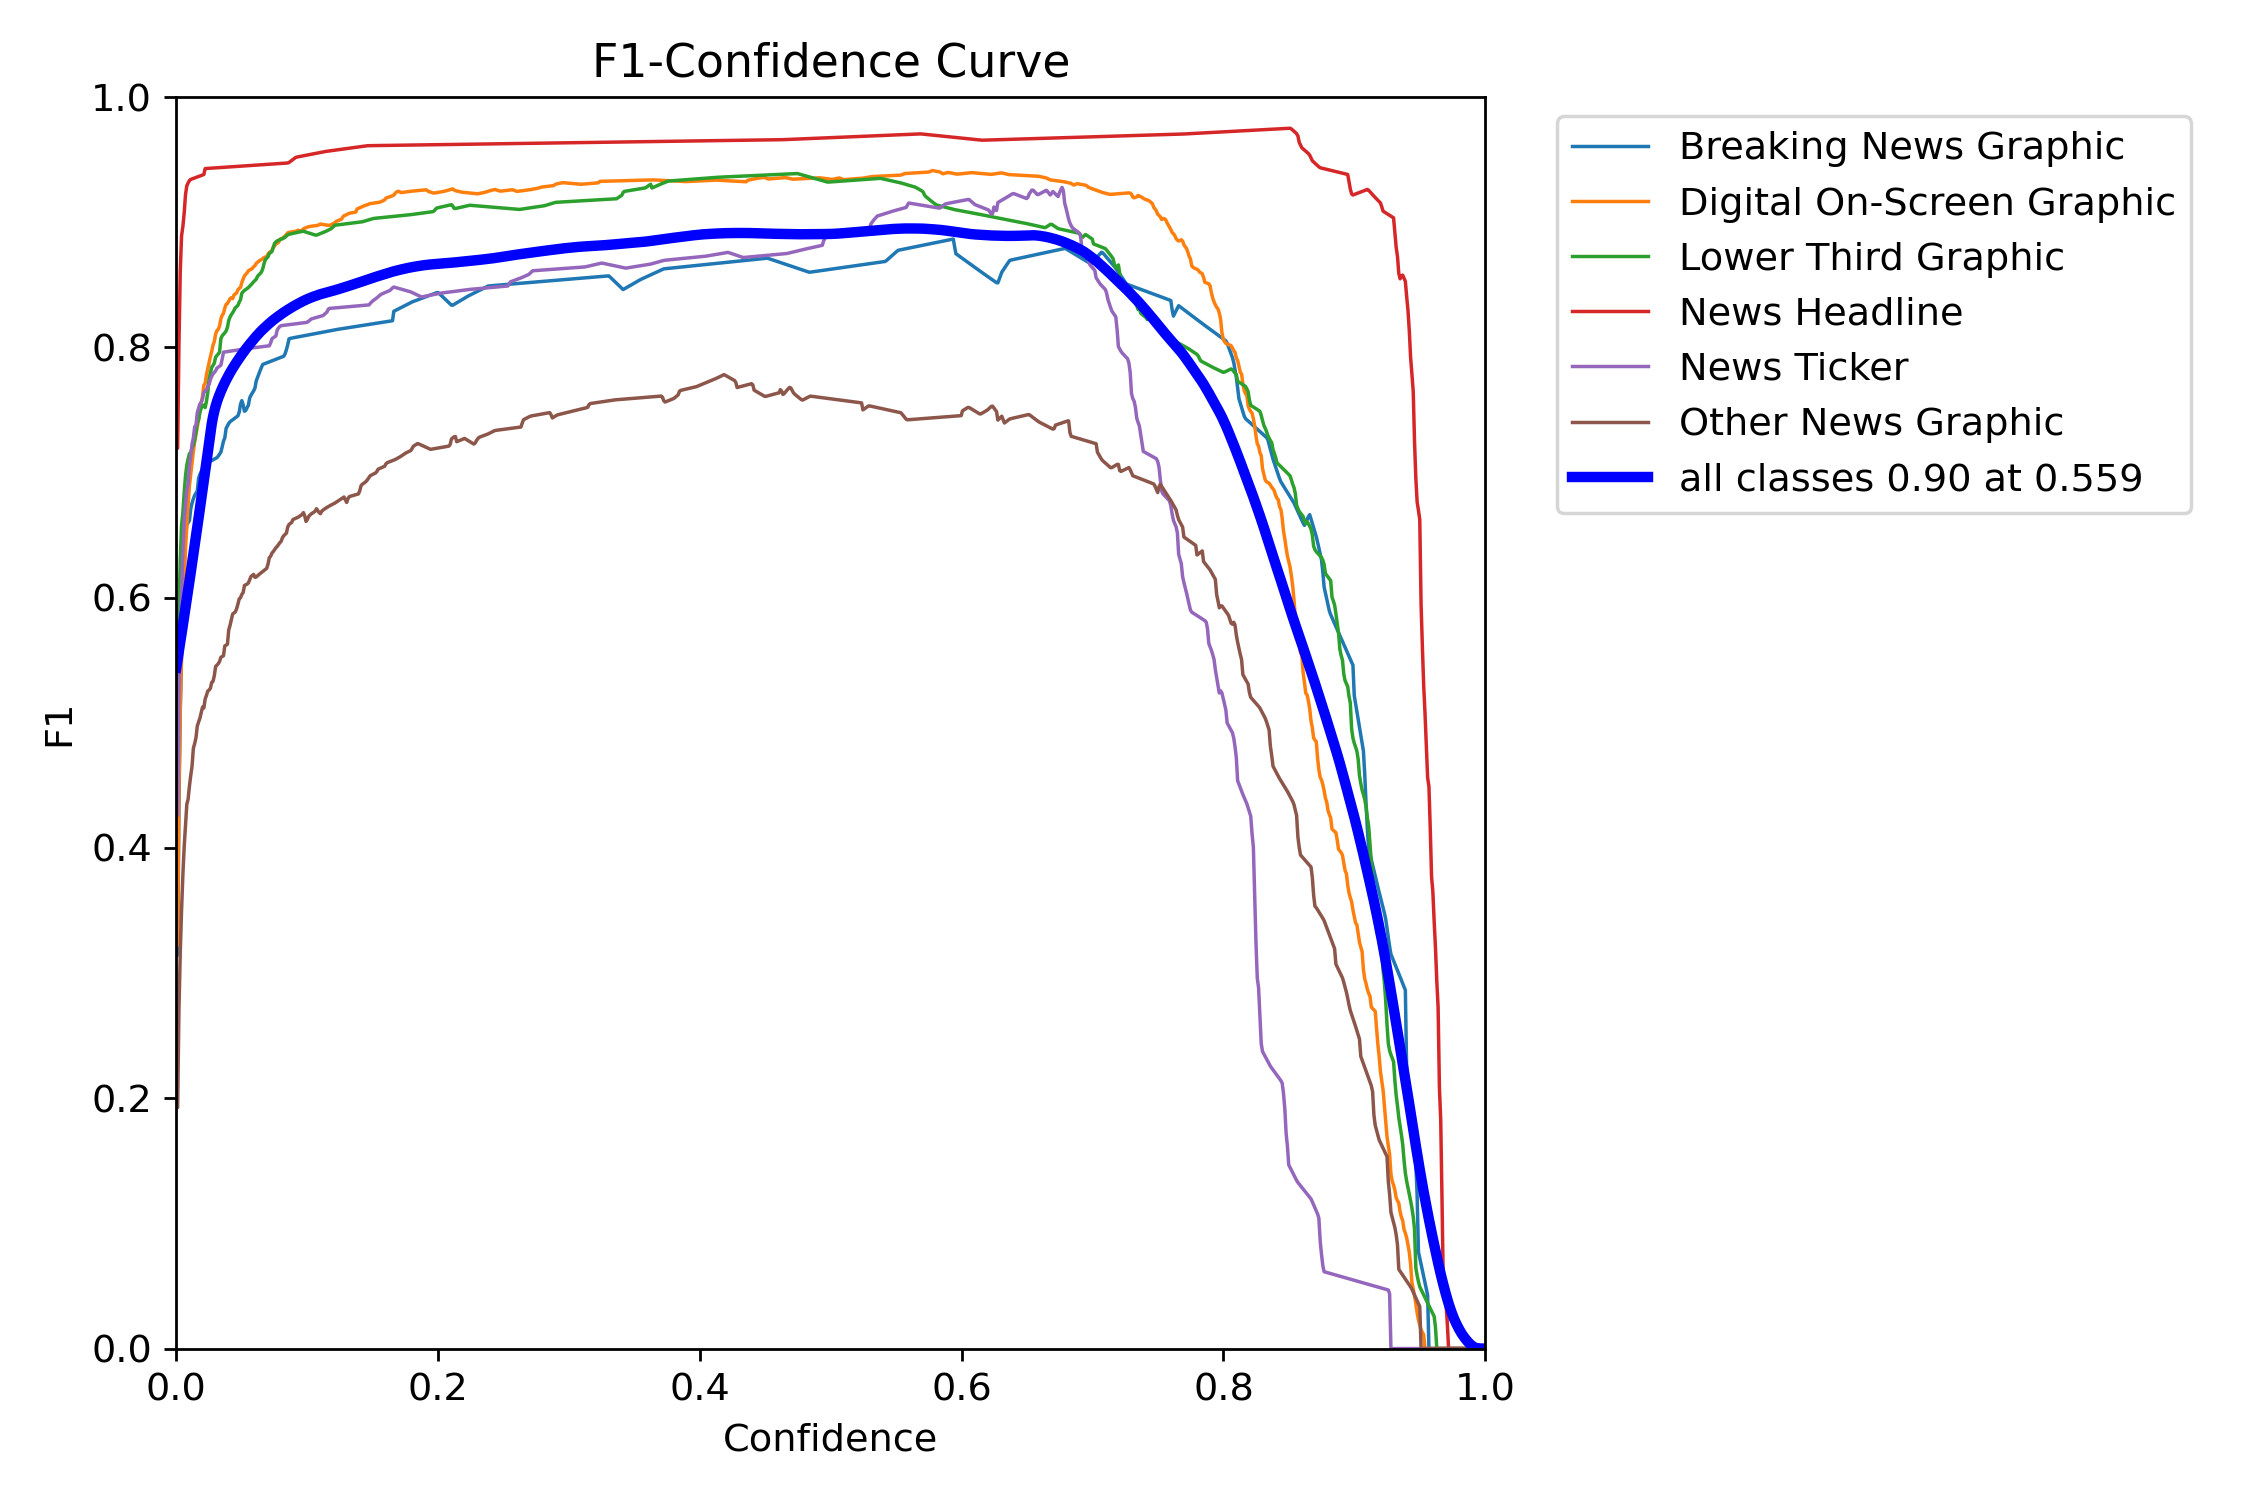 F1-Confidence Curve
1.0
0.8
0.6
0.4
0.2
0.0
F1
0.0 0.2 0.4 0.6 0.8 1.0
Confidence
Breaking News Graphic
Digital On-Screen Graphic
Lower Third Graphic
News Headline
News Ticker
Other News Graphic
all classes 0.90 at 0.559